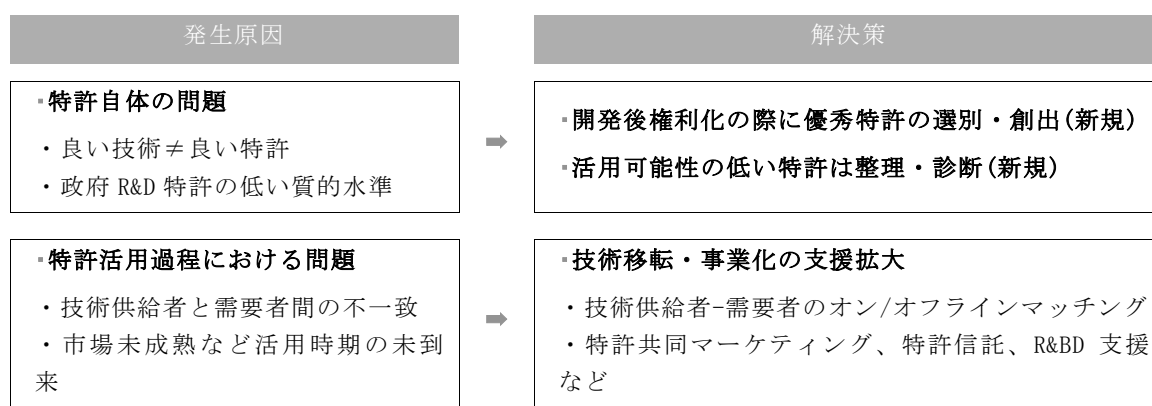 発生原因
解決策
▪特許自体の問題
・良い技術≠良い特許
・政府 R&D 特許の低い質的水準
➡
▪開発後権利化の際に優秀特許の選別・創出(新規)
▪活用可能性の低い特許は整理・診断(新規)
▪特許活用過程における問題
・技術供給者と需要者間の不一致
・市場未成熟など活用時期の未到
来
➡
▪技術移転・事業化の支援拡大
・技術供給者-需要者のオン/オフラインマッチング
・特許共同マーケティング、特許信託、R&BD 支援
など